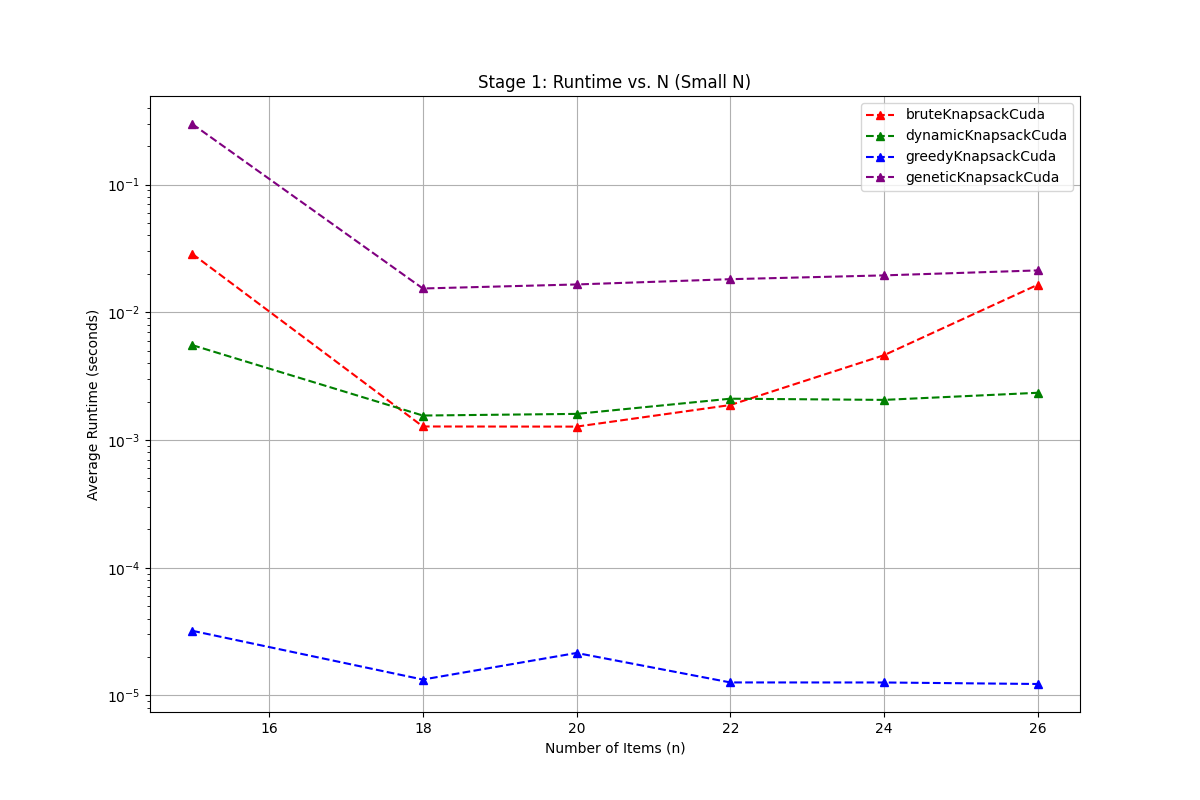 Stage 1: Runtime vs. N (Small N)
bruteKnapsackCuda
dynamicKnapsackCuda
greedyKnapsackCuda
geneticKnapsackCuda
Average Runtime (seconds)
10⁻¹
10⁻²
10⁻³
10⁻⁴
10⁻⁵
16 18 20 22 24 26
Number of Items (n)